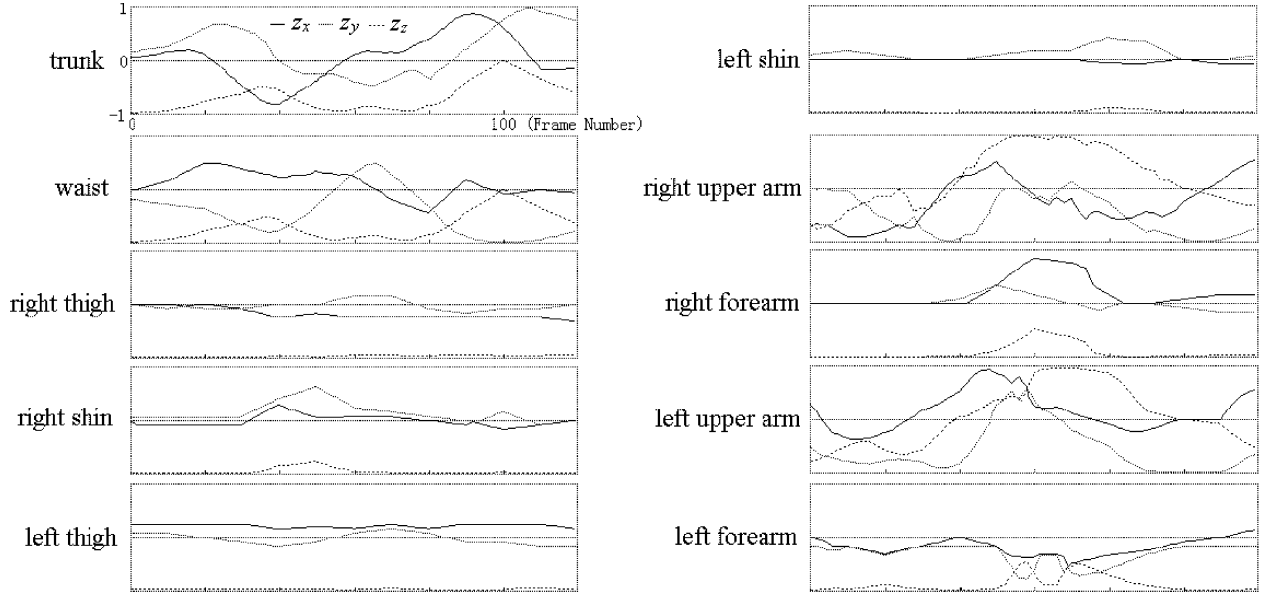 1
— z_x ··· z_y --- z_z
trunk
0
-1
0
100 (Frame Number)
waist
right thigh
right shin
left thigh
left shin
right upper arm
right forearm
left upper arm
left forearm